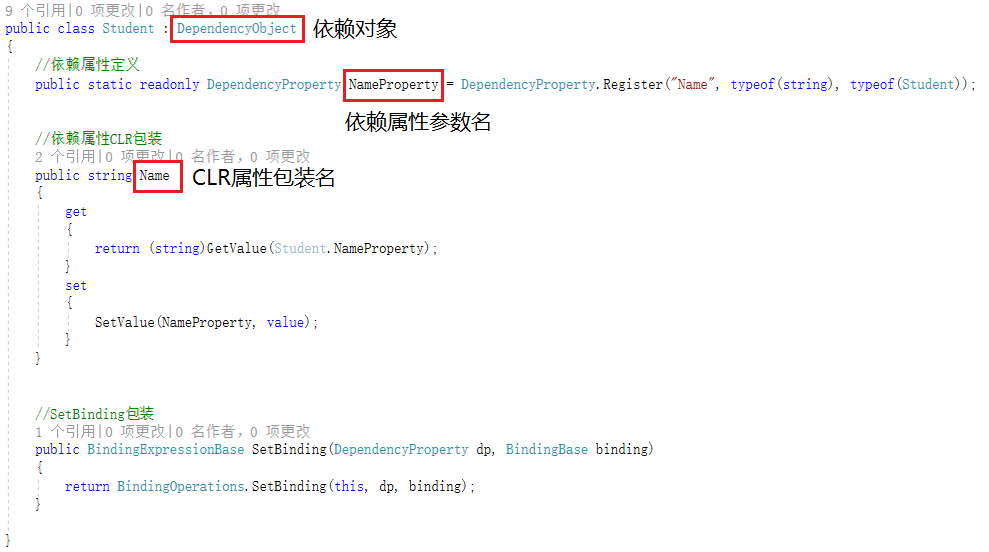 9 个引用|0 项更改|0 名作者, 0 项更改
public class Student : DependencyObject 依赖对象
{
//依赖属性定义
public static readonly DependencyProperty NameProperty = DependencyProperty.Register("Name", typeof(string), typeof(Student));
依赖属性参数名
//依赖属性CLR包装
2 个引用|0 项更改|0 名作者, 0 项更改
public string Name CLR属性包装名
{
get
{
return (string)GetValue(Student.NameProperty);
}
set
{
SetValue(NameProperty, value);
}
}
//SetBinding包装
1 个引用|0 项更改|0 名作者, 0 项更改
public BindingExpressionBase SetBinding(DependencyProperty dp, BindingBase binding)
{
return BindingOperations.SetBinding(this, dp, binding);
}
}